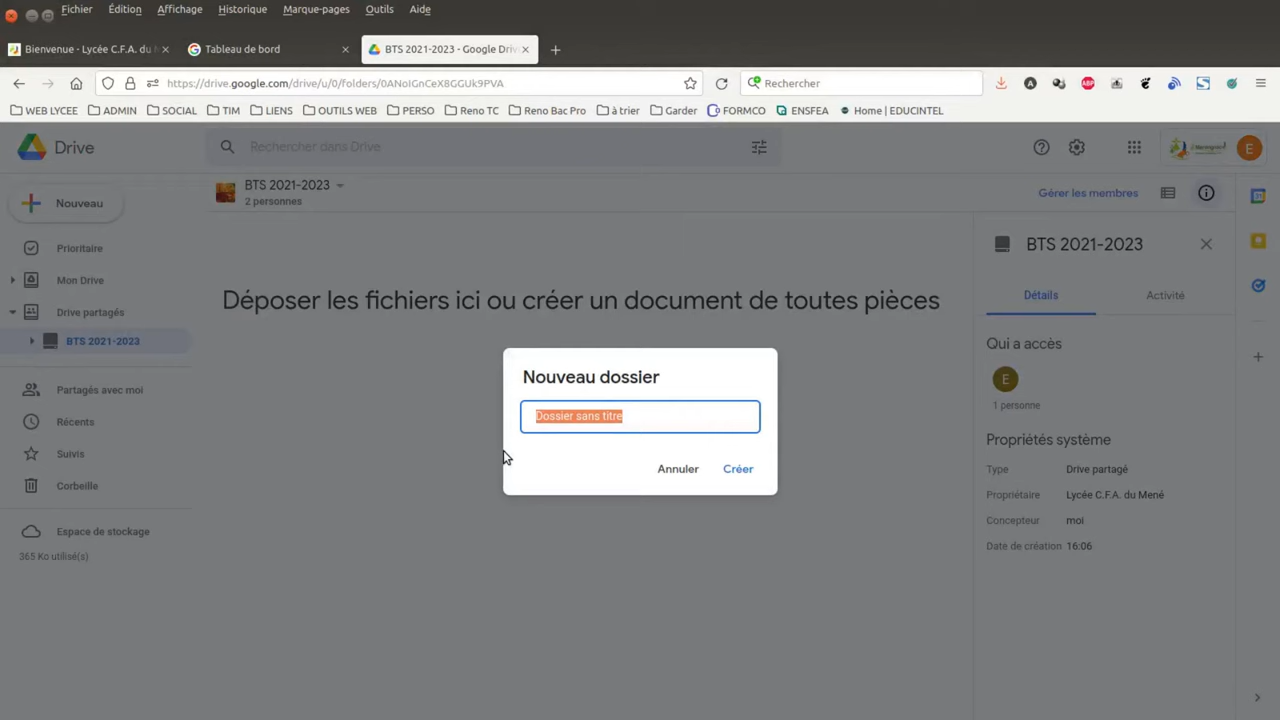 Fichier Édition Affichage Historique Marque-pages Outils Aide
Bienvenue - Lycée C.F.A. du M
Tableau de bord
BTS 2021-2023 - Google Driv
https://drive.google.com/drive/u/0/folders/0ANoIGnCeX8GGUk9PVA
Rechercher
WEB LYCEE ADMIN SOCIAL TIM LIENS OUTILS WEB PERSO Reno TC Reno Bac Pro à trier Garder FORMCO ENSFEA Home | EDUCINTEL
Drive
Rechercher dans Drive
E
Nouveau
BTS 2021-2023
2 personnes
Gérer les membres
Prioritaire
Mon Drive
Drive partagés
BTS 2021-2023
Partagés avec moi
Récents
Suivis
Corbeille
Espace de stockage
365 Ko utilisé(s)
Déposer les fichiers ici ou créer un document de toutes pièces
Nouveau dossier
Dossier sans titre
Annuler Créer
BTS 2021-2023
Détails Activité
Qui a accès
E
1 personne
Propriétés système
Type Drive partagé
Propriétaire Lycée C.F.A. du Mené
Concepteur moi
Date de création 16:06